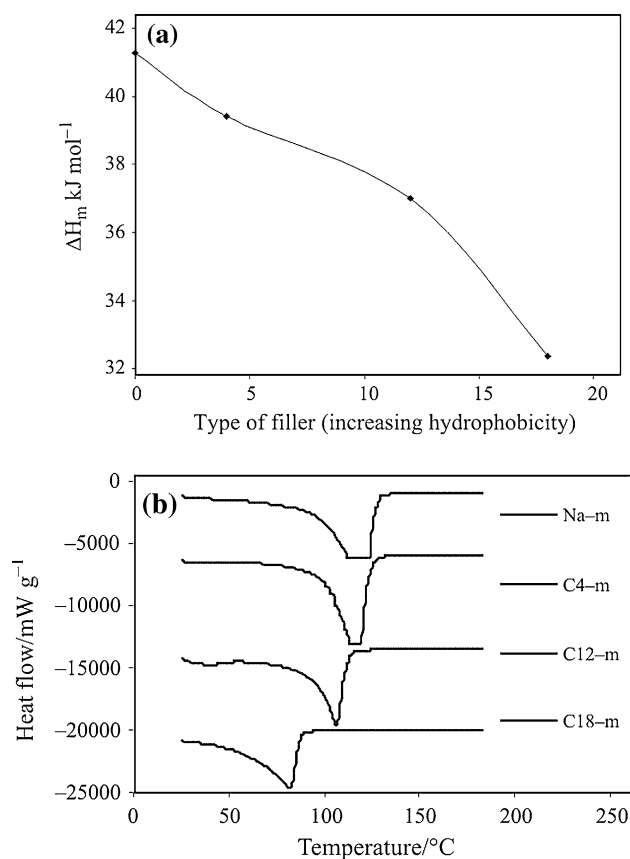 (a)
42
40
38
36
34
32
ΔHₘ kJ mol⁻¹
0 5 10 15 20
Type of filler (increasing hydrophobicity)
(b)
0
–5000
–10000
–15000
–20000
–25000
Heat flow/mW g⁻¹
Na–m
C4–m
C12–m
C18–m
0 50 100 150 200 250
Temperature/°C